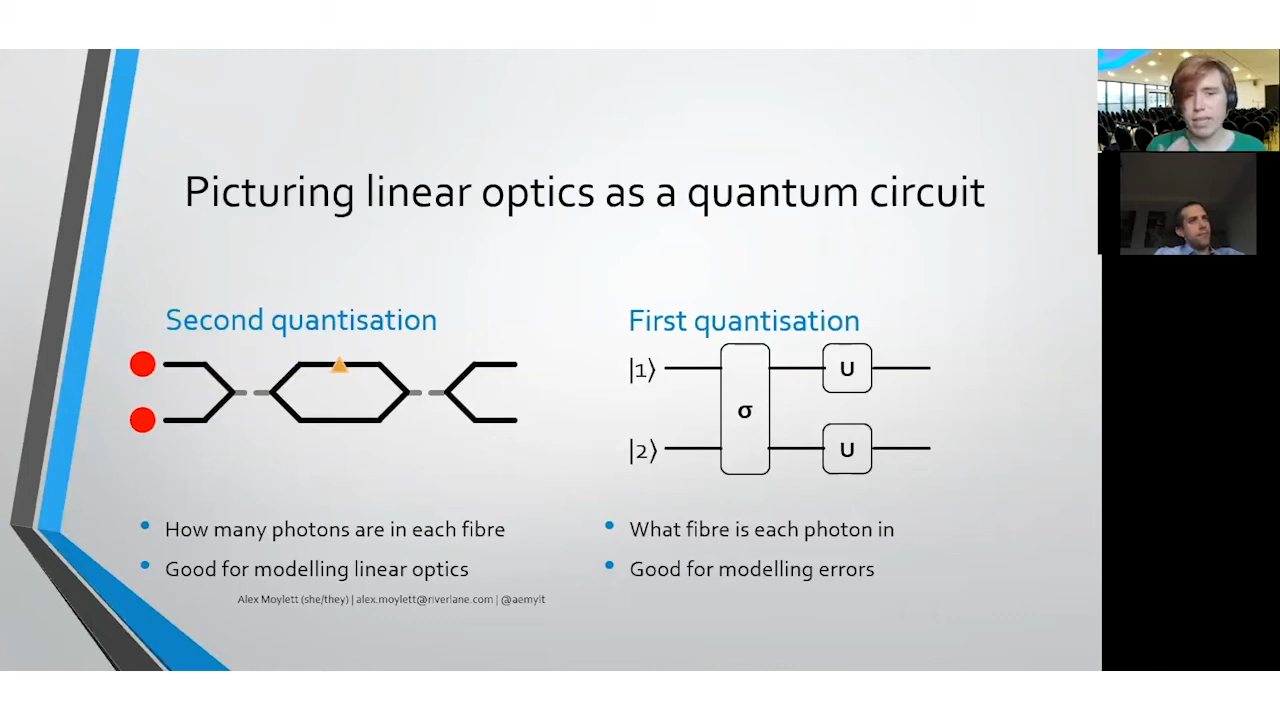 Picturing linear optics as a quantum circuit
Second quantisation
First quantisation
|1⟩
U
σ
|2⟩
U
How many photons are in each fibre
Good for modelling linear optics
What fibre is each photon in
Good for modelling errors
Alex Moylett (she/they) | alex.moylett@riverlane.com | @aemylt